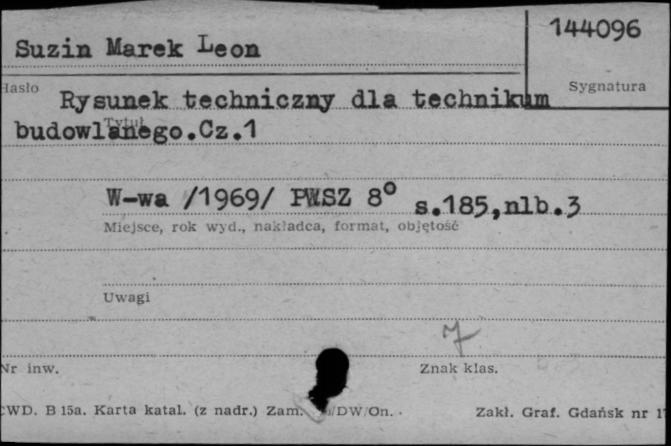 144096
Suzin Marek Leon
Hasło
Sygnatura
Rysunek techniczny dla technikum
Tytuł
budowlanego.Cz.1
W-wa /1969/ PWSZ 8° s.185,nlb.3
Miejsce, rok wyd., nakładca, format, objętość
Uwagi
7
Nr inw.
Znak klas.
CWD. B 15a. Karta katal. (z nadr.) Zam. /DW/On.
Zakł. Graf. Gdańsk nr